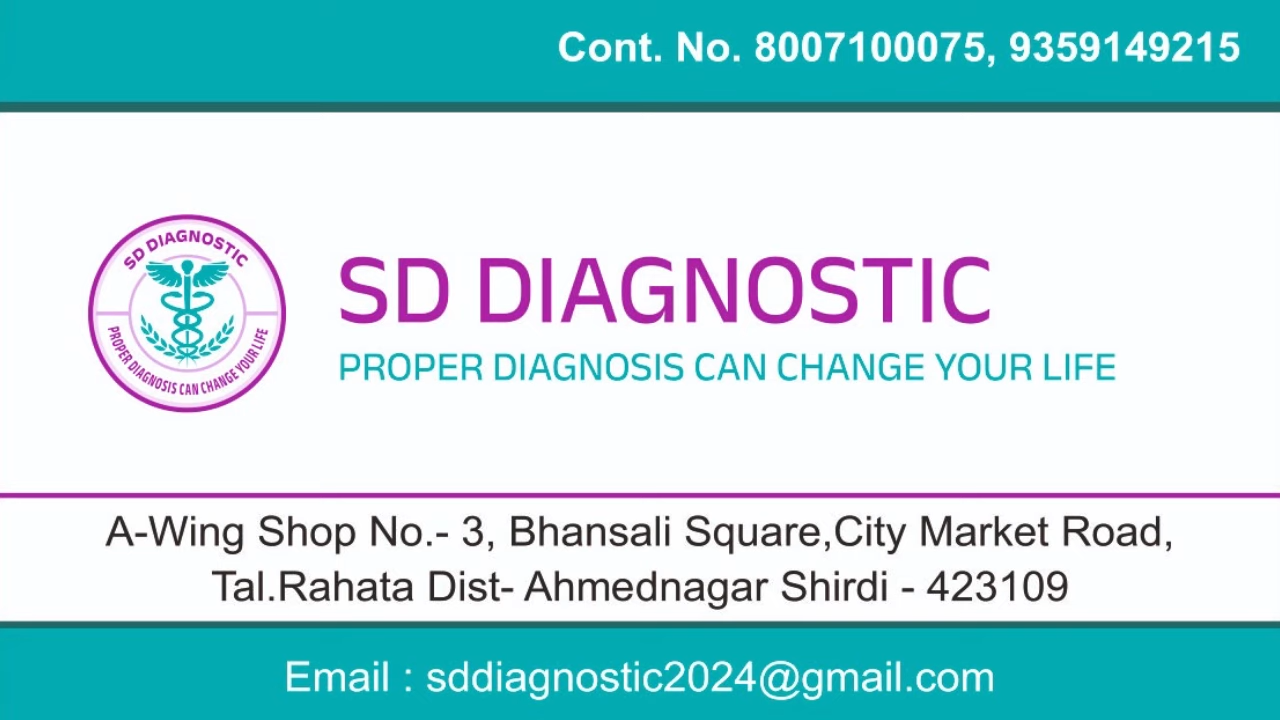 Cont. No. 8007100075, 9359149215
SD DIAGNOSTIC
PROPER DIAGNOSIS CAN CHANGE YOUR LIFE
SD DIAGNOSTIC
PROPER DIAGNOSIS CAN CHANGE YOUR LIFE
A-Wing Shop No.- 3, Bhansali Square,City Market Road,
Tal.Rahata Dist- Ahmednagar Shirdi - 423109
Email : sddiagnostic2024@gmail.com